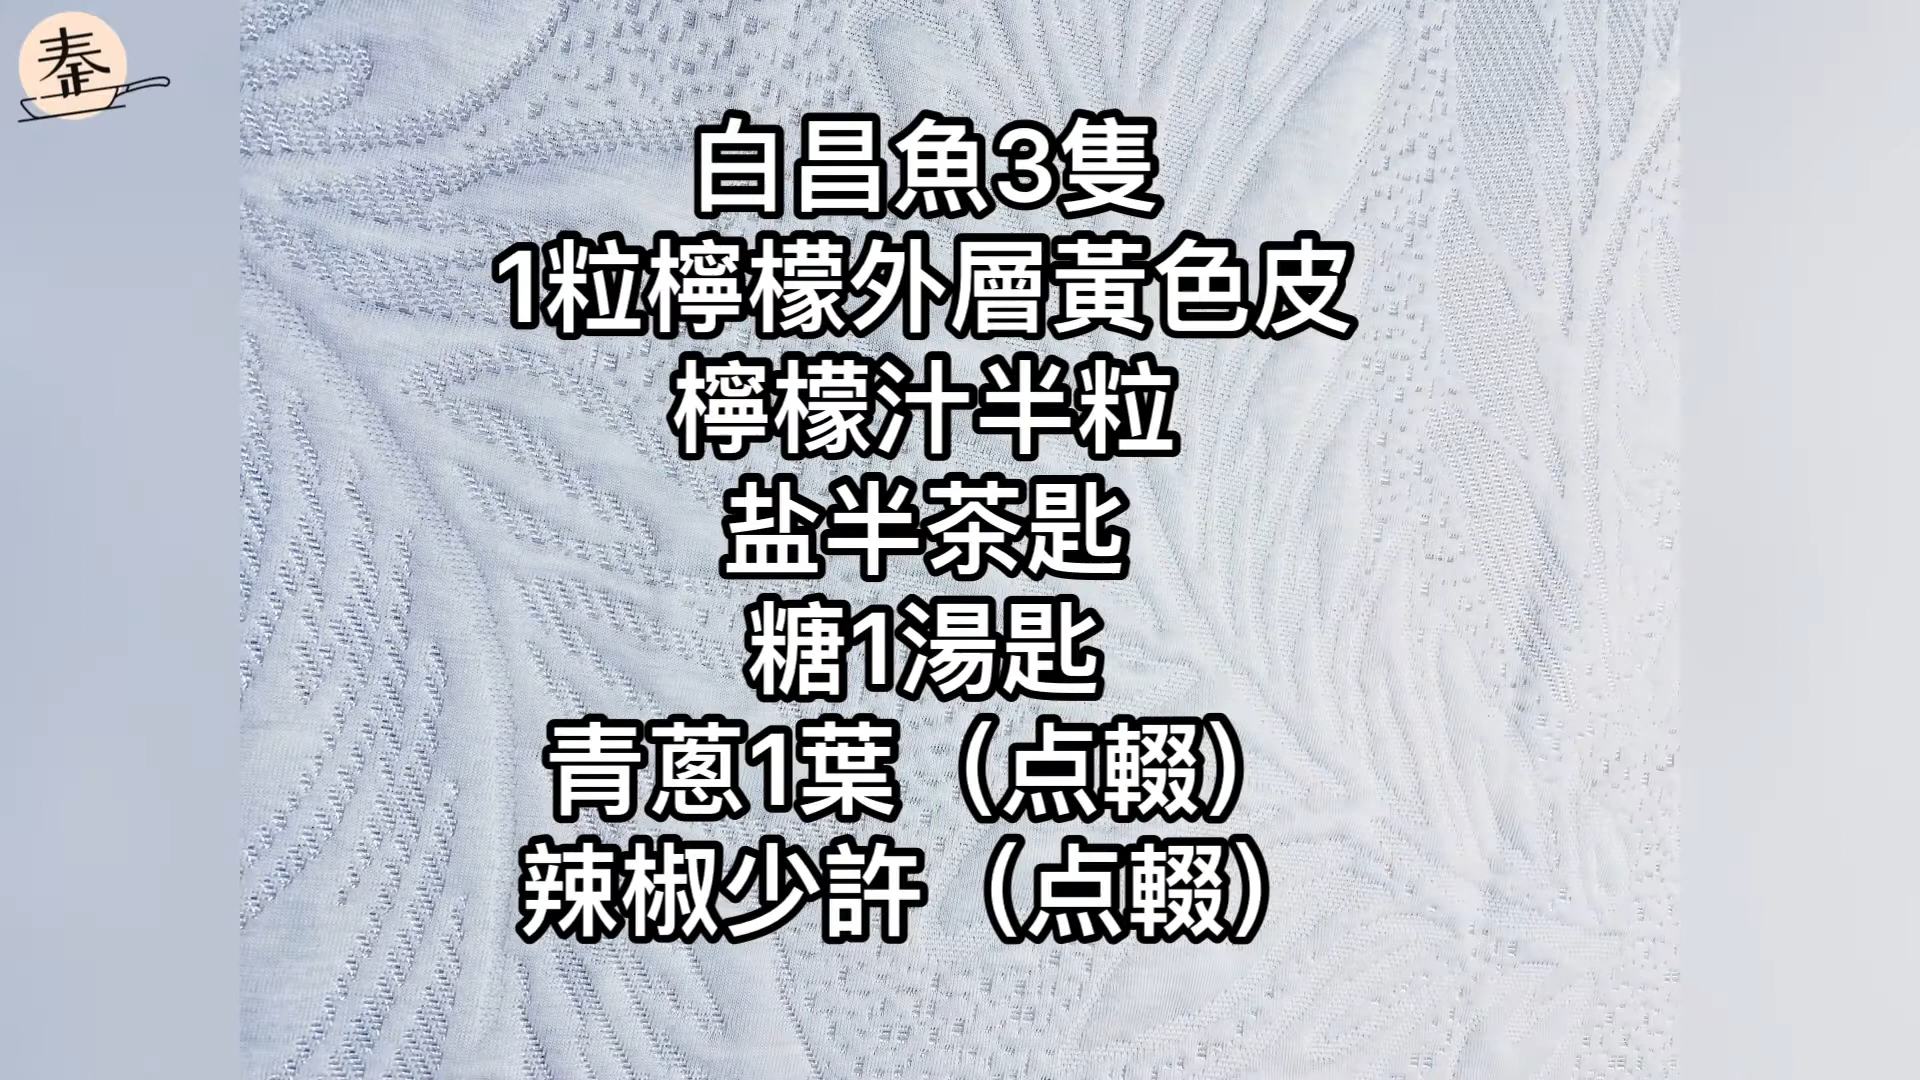 白昌魚3隻
1粒檸檬外層黃色皮
檸檬汁半粒
盐半茶匙
糖1湯匙
青蔥1葉（点輟）
辣椒少許（点輟）